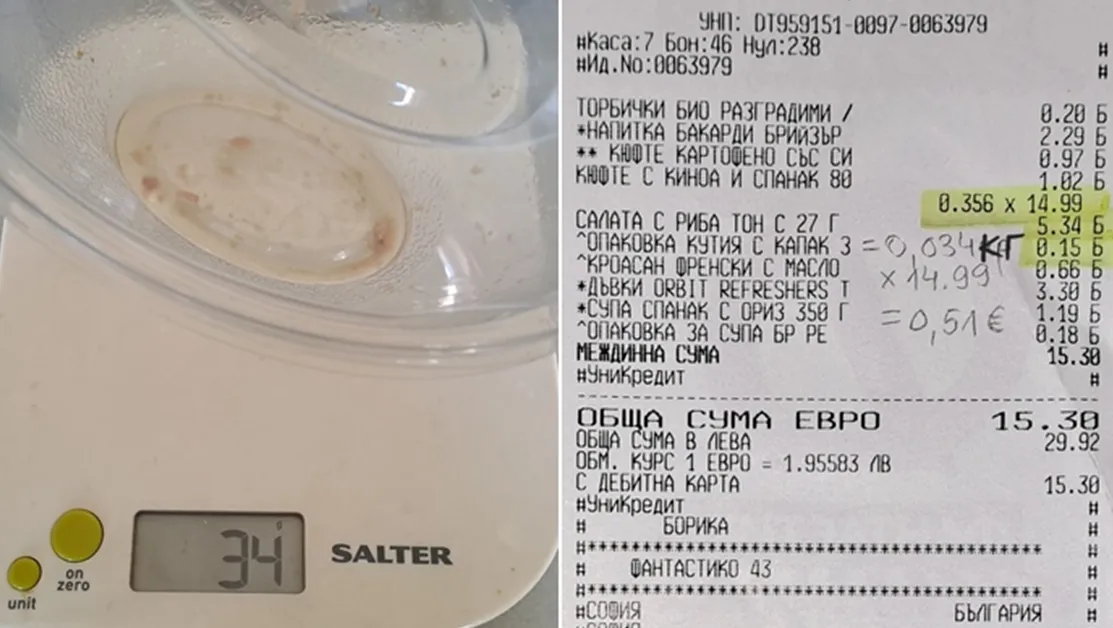 34
SALTER
on
zero
unit
УНП: DT959151-0097-0063979
#Каса:7 Бон:46 Нул:238 #
#Ид.No:0063979 #
ТОРБИЧКИ БИО РАЗГРАДИМИ / 0.20 Б
*НАПИТКА БАКАРДИ БРИЙЗЪР 2.29 Б
** КЮФТЕ КАРТОФЕНО СЪС СИ 0.97 Б
КЮФТЕ С КИНОА И СПАНАК 80 1.02 Б
0.356 x 14.99
САЛАТА С РИБА ТОН С 27 Г 5.34 Б
^ОПАКОВКА КУТИЯ С КАПАК 3 = 0,034 КГ 0.15 Б
^КРОАСАН ФРЕНСКИ С МАСЛО x 14.99 0.66 Б
*ДЪВКИ ORBIT REFRESHERS T 3.30 Б
*СУПА СПАНАК С ОРИЗ 350 Г = 0,51 € 1.19 Б
^ОПАКОВКА ЗА СУПА БР РЕ 0.18 Б
МЕЖДИННА СУМА 15.30
#УниКредит #
ОБЩА СУМА ЕВРО 15.30
ОБЩА СУМА В ЛЕВА 29.92
ОБМ. КУРС 1 ЕВРО = 1.95583 ЛВ
С ДЕБИТНА КАРТА 15.30
#УниКредит #
# БОРИКА #
#******************************************* #
# ФАНТАСТИКО 43 #
#******************************************* #
#СОФИЯ БЪЛГАРИЯ #